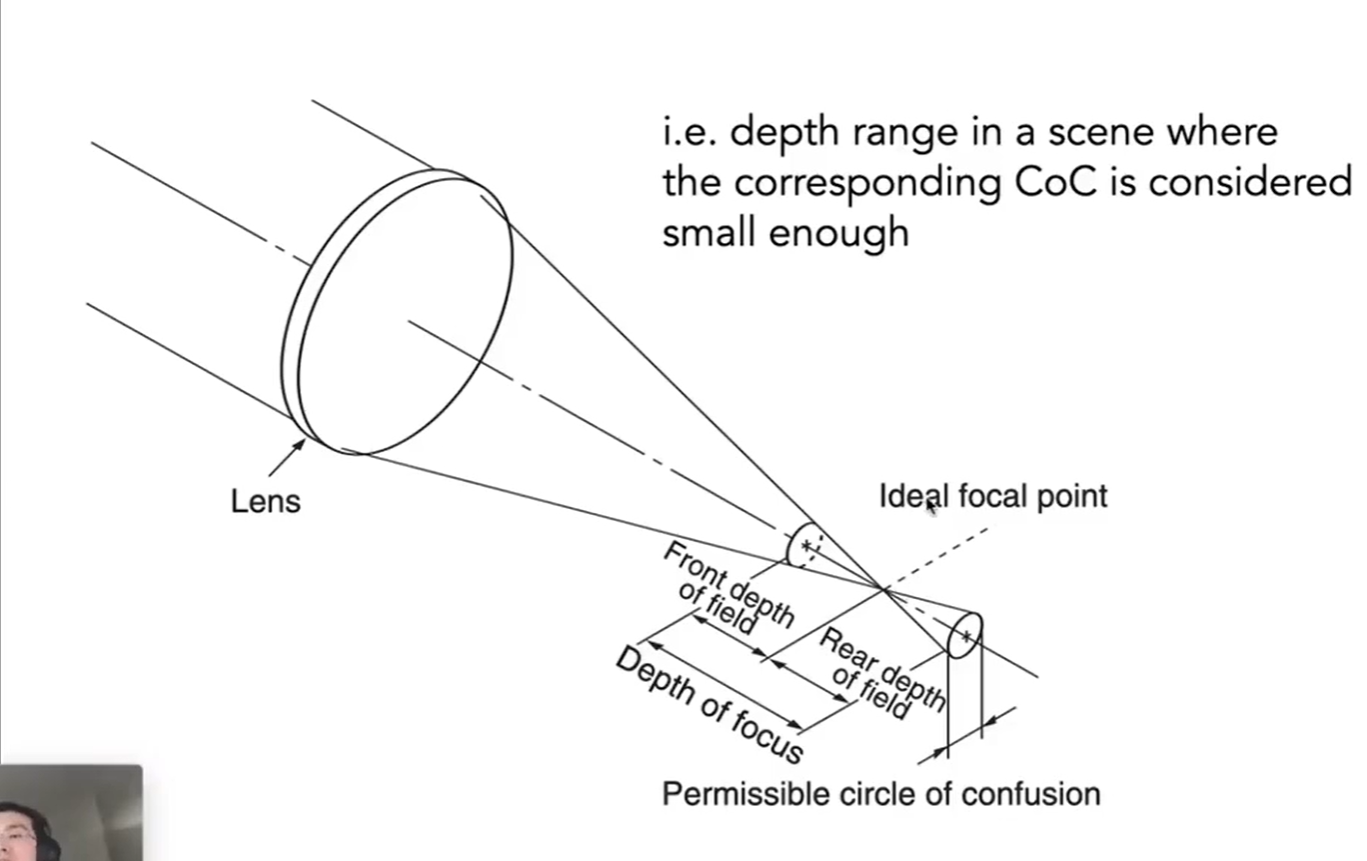 i.e. depth range in a scene where
the corresponding CoC is considered
small enough
Lens
Ideal focal point
Front depth
of field
Rear depth
of field
Depth of focus
Permissible circle of confusion